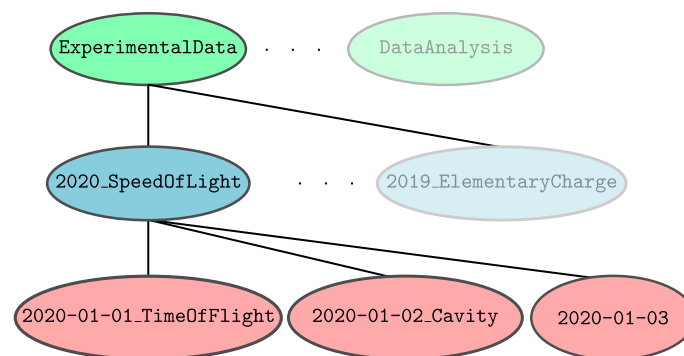 ExperimentalData . . . DataAnalysis
2020_SpeedOfLight . . . 2019_ElementaryCharge
2020-01-01_TimeOfFlight 2020-01-02_Cavity 2020-01-03